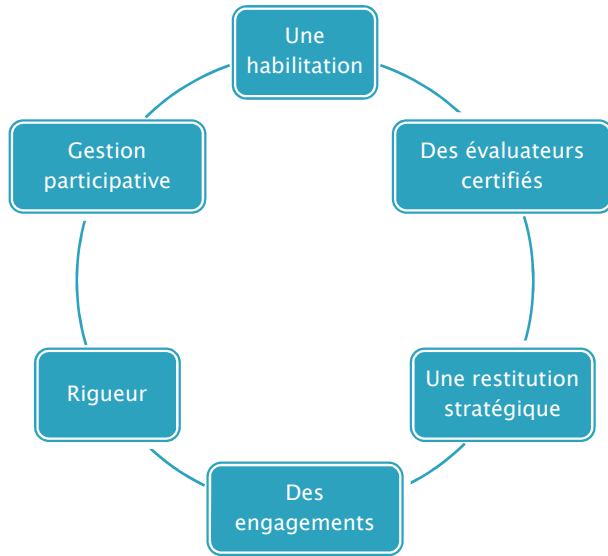 Une
habilitation
Des évaluateurs
certifiés
Une restitution
stratégique
Des
engagements
Rigueur
Gestion
participative